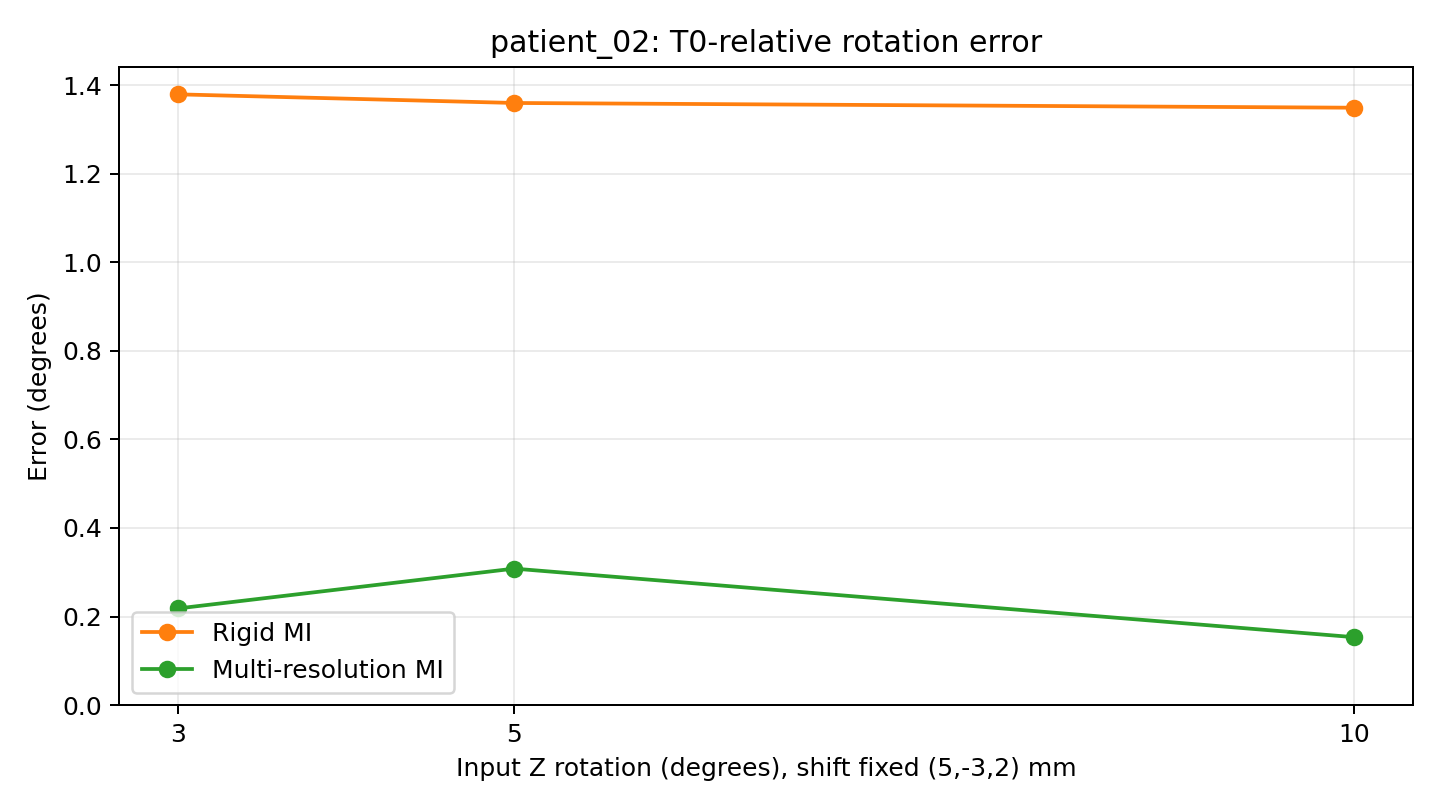 patient_02: T0-relative rotation error
Error (degrees)
1.4
1.2
1.0
0.8
0.6
0.4
0.2
0.0
Rigid MI
Multi-resolution MI
3
5
10
Input Z rotation (degrees), shift fixed (5,-3,2) mm